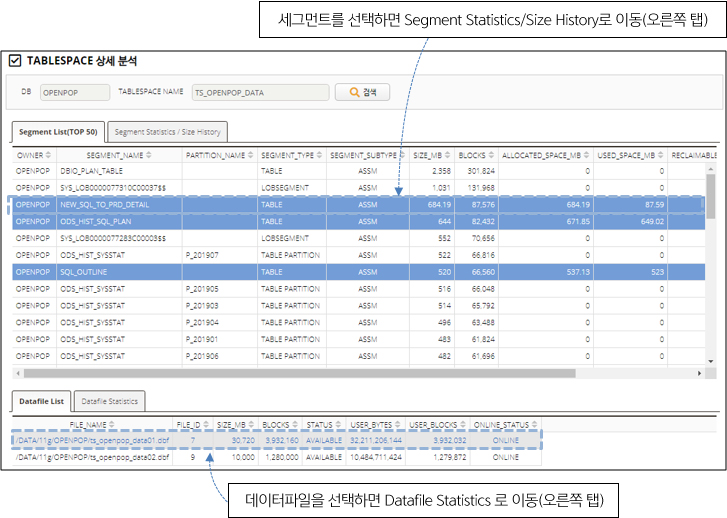 세그먼트를 선택하면 Segment Statistics/Size History로 이동(오른쪽 탭)
TABLESPACE 상세 분석
DB OPENPOP TABLESPACE NAME TS_OPENPOP_DATA 검색
Segment List(TOP 50) Segment Statistics / Size History
OWNER SEGMENT_NAME PARTITION_NAME SEGMENT_TYPE SEGMENT_SUBTYPE SIZE_MB BLOCKS ALLOCATED_SPACE_MB USED_SPACE_MB RECLAIMABLE
OPENPOP DBIO_PLAN_TABLE TABLE ASSM 2,358 301,824 0 0
OPENPOP SYS_LOB0000077310C00037$$ LOBSEGMENT ASSM 1,031 131,968 0 0
OPENPOP NEW_SQL_TO_PRD_DETAIL TABLE ASSM 684.19 87,576 684.19 87.59
OPENPOP ODS_HIST_SQL_PLAN TABLE ASSM 644 82,432 671.85 649.02
OPENPOP SYS_LOB0000077283C00003$$ LOBSEGMENT ASSM 552 70,656 0 0
OPENPOP ODS_HIST_SYSSTAT P_201907 TABLE PARTITION ASSM 522 66,816 0 0
OPENPOP SQL_OUTLINE TABLE ASSM 520 66,560 537.13 523
OPENPOP ODS_HIST_SYSSTAT P_201905 TABLE PARTITION ASSM 516 66,048 0 0
OPENPOP ODS_HIST_SYSSTAT P_201903 TABLE PARTITION ASSM 514 65,792 0 0
OPENPOP ODS_HIST_SYSSTAT P_201904 TABLE PARTITION ASSM 496 63,488 0 0
OPENPOP ODS_HIST_SYSSTAT P_201901 TABLE PARTITION ASSM 483 61,824 0 0
OPENPOP ODS_HIST_SYSSTAT P_201906 TABLE PARTITION ASSM 482 61,696 0 0
Datafile List Datafile Statistics
FILE_NAME FILE_ID SIZE_MB BLOCKS STATUS USER_BYTES USER_BLOCKS ONLINE_STATUS
/DATA/11g/OPENPOP/ts_openpop_data01.dbf 7 30,720 3,932,160 AVAILABLE 32,211,206,144 3,932,032 ONLINE
/DATA/11g/OPENPOP/ts_openpop_data02.dbf 9 10,000 1,280,000 AVAILABLE 10,484,711,424 1,279,872 ONLINE
데이터파일을 선택하면 Datafile Statistics 로 이동(오른쪽 탭)